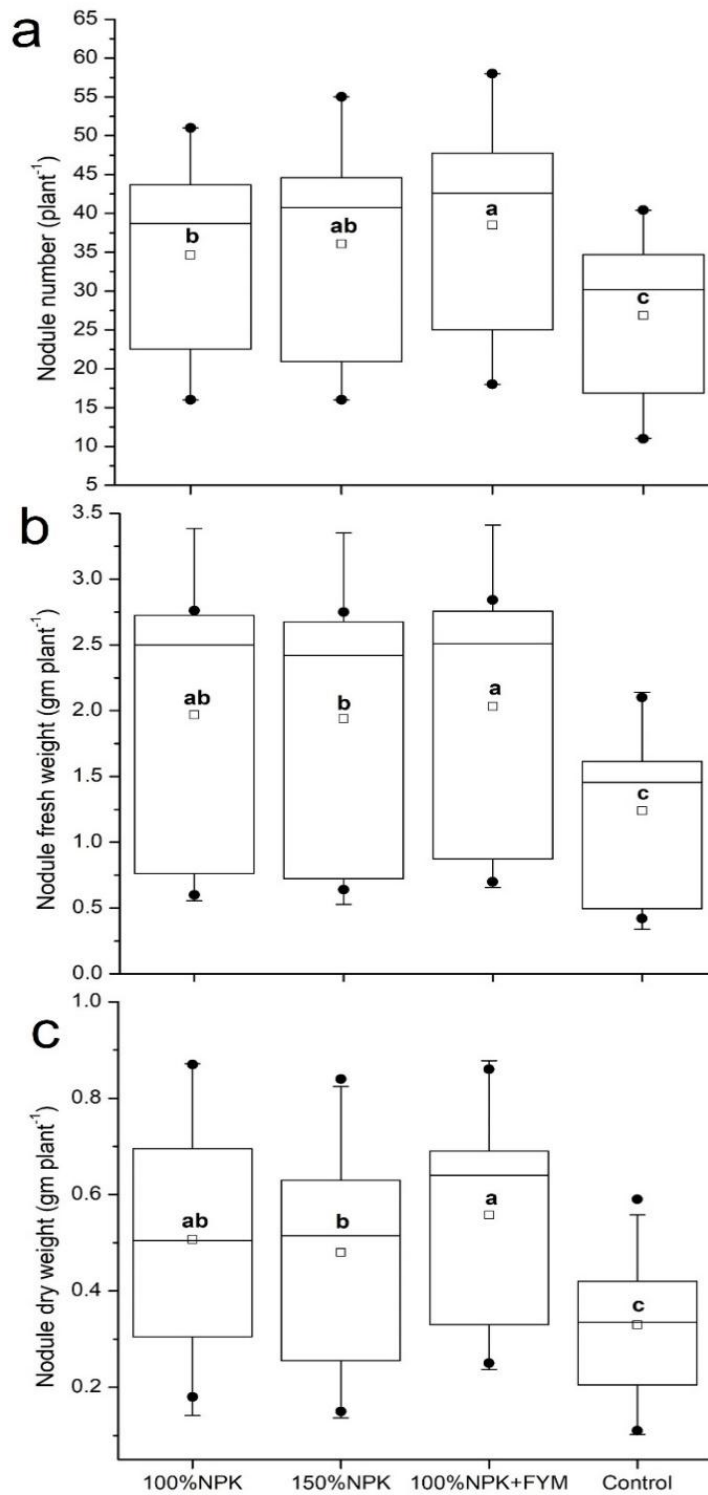 a
65
60
55
50
45
40
35
30
25
20
15
10
5
Nodule number (plant⁻¹)
b
ab
a
c
b
3.5
3.0
2.5
2.0
1.5
1.0
0.5
0.0
Nodule fresh weight (gm plant⁻¹)
ab
b
a
c
c
1.0
0.8
0.6
0.4
0.2
Nodule dry weight (gm plant⁻¹)
ab
b
a
c
100%NPK 150%NPK 100%NPK+FYM Control